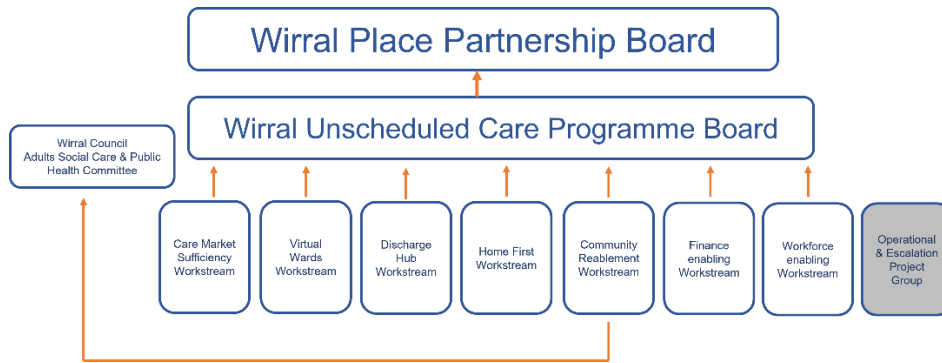 Wirral Place Partnership Board
Wirral Unscheduled Care Programme Board
Wirral Council
Adults Social Care & Public
Health Committee
Care Market
Sufficiency
Workstream
Virtual
Wards
Workstream
Discharge
Hub
Workstream
Home First
Workstream
Community
Reablement
Workstream
Finance
enabling
Workstream
Workforce
enabling
Workstream
Operational
& Escalation
Project
Group